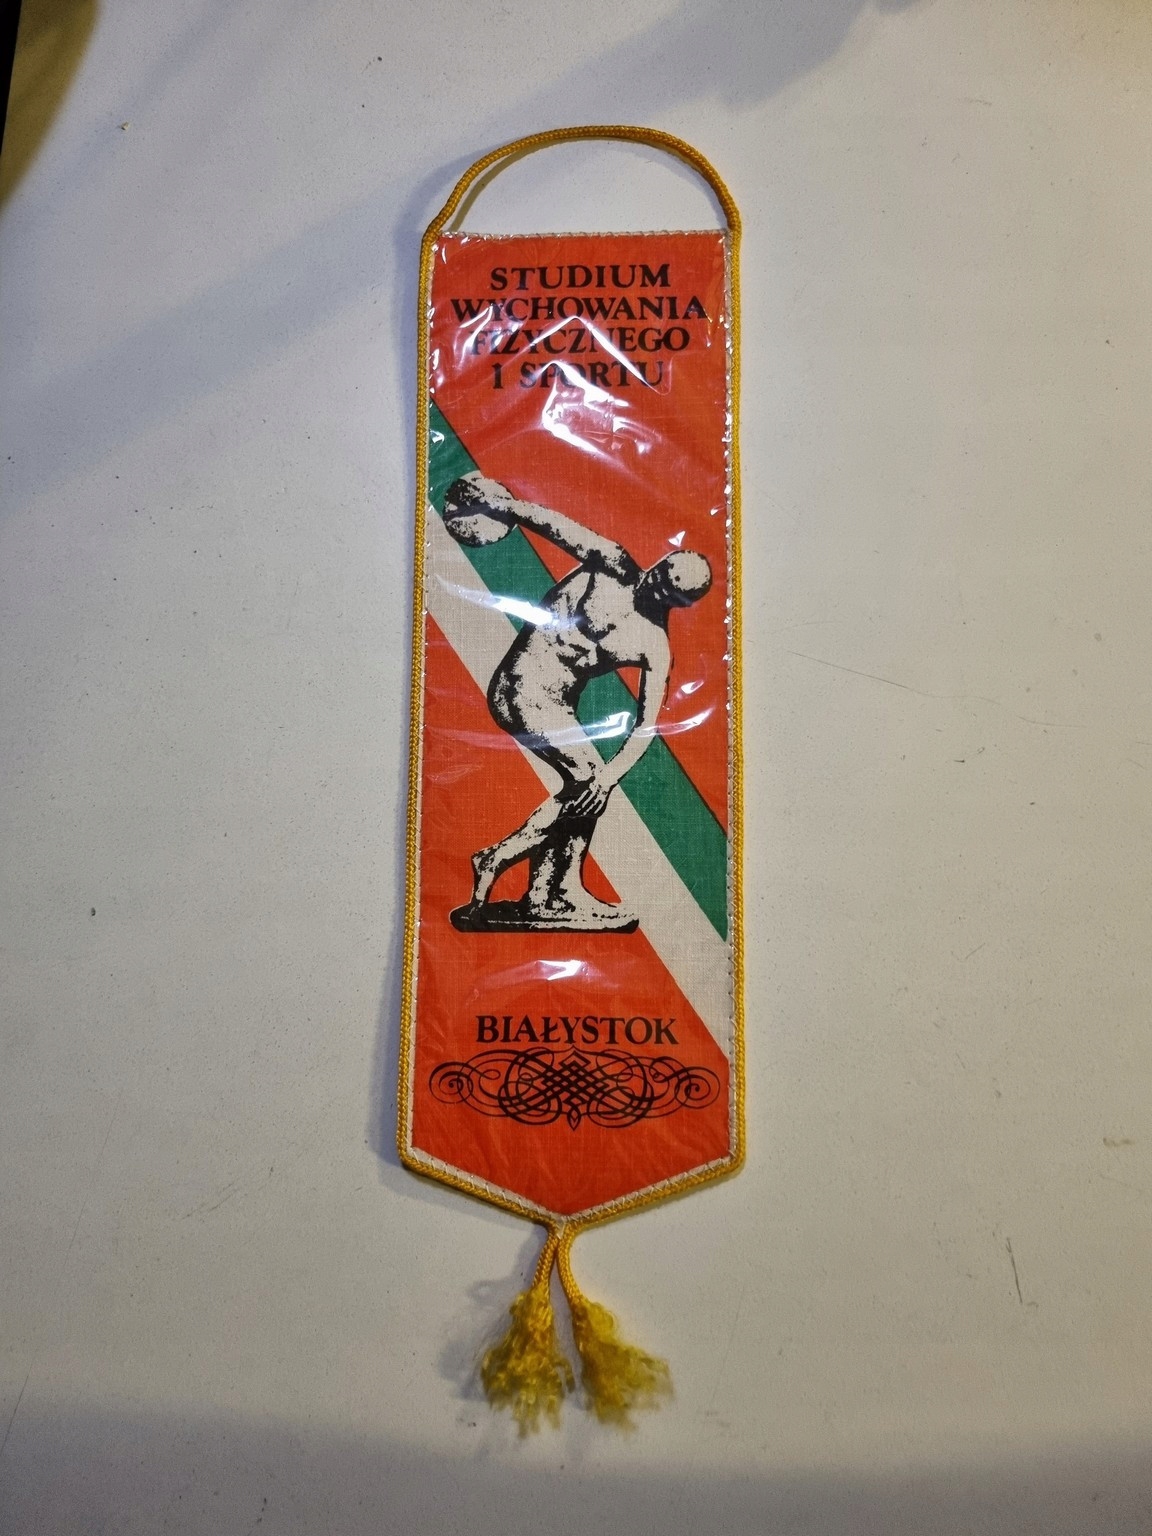 STUDIUM
WYCHOWANIA
FIZYCZNEGO
I SPORTU
BIAŁYSTOK